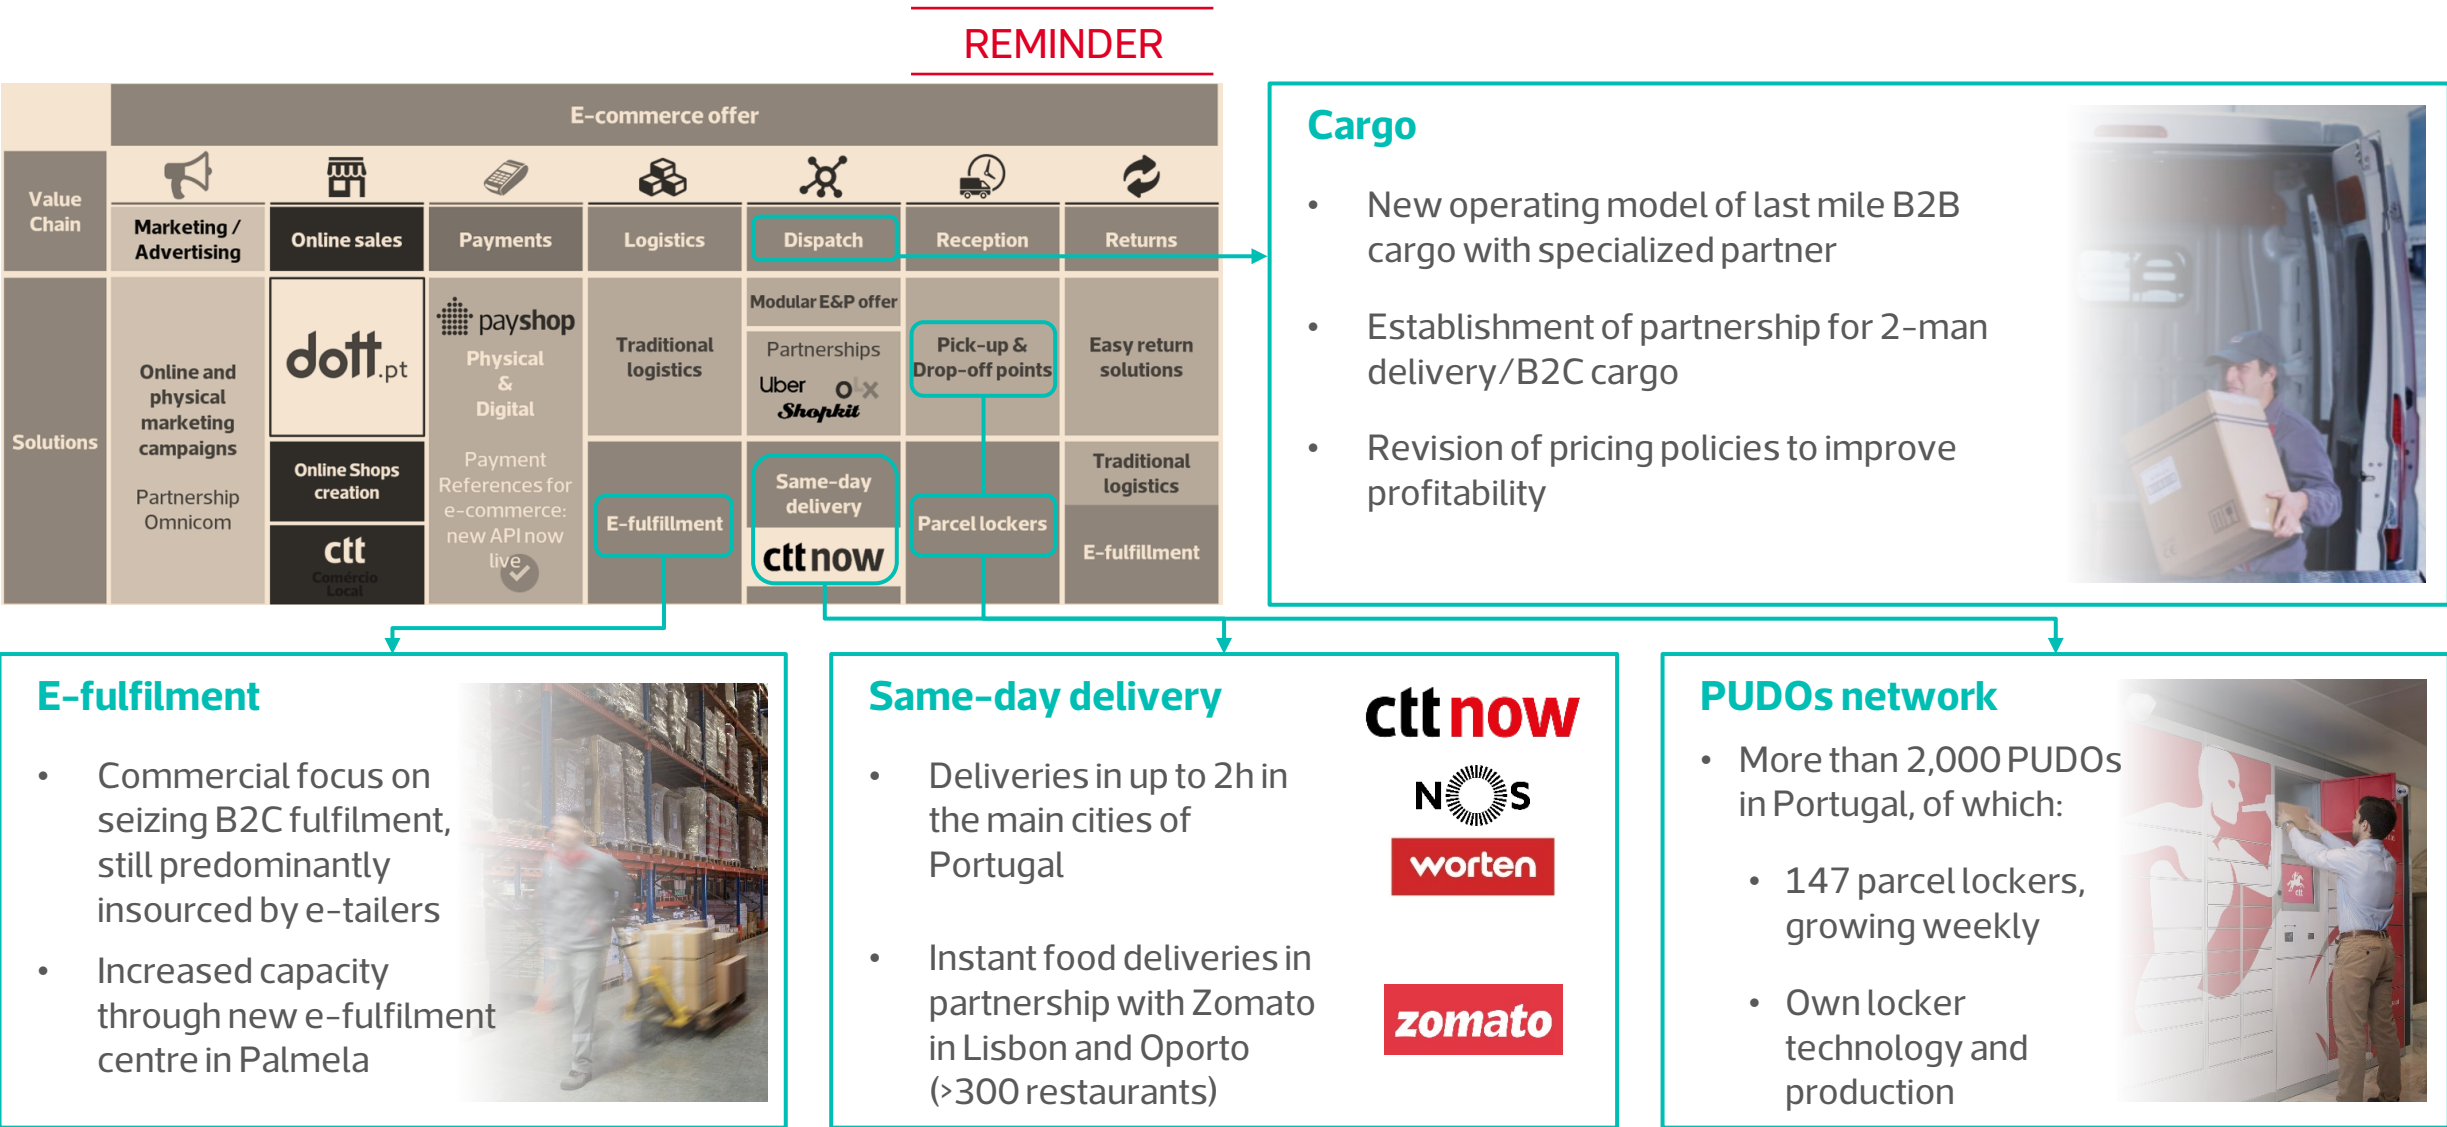 REMINDER
E-commerce offer
Value
Chain
Marketing /
Advertising
Online sales
Payments
Logistics
Dispatch
Reception
Returns
Solutions
Online and
physical
marketing
campaigns
Partnership
Omnicom
dott.pt
Online Shops
creation
ctt
Comércio
Local
payshop
Physical
&
Digital
Payment
References for
e-commerce:
new API now
live
Traditional
logistics
E-fulfillment
Modular E&P offer
Partnerships
Uber OLX
Shopkit
Same-day
delivery
ctt now
Pick-up &
Drop-off points
Parcel lockers
Easy return
solutions
Traditional
logistics
E-fulfillment
Cargo
• New operating model of last mile B2B
cargo with specialized partner
• Establishment of partnership for 2-man
delivery/B2C cargo
• Revision of pricing policies to improve
profitability
E-fulfilment
• Commercial focus on
seizing B2C fulfilment,
still predominantly
insourced by e-tailers
• Increased capacity
through new e-fulfilment
centre in Palmela
Same-day delivery
ctt now
• Deliveries in up to 2h in
the main cities of
Portugal
NOS
worten
• Instant food deliveries in
partnership with Zomato
in Lisbon and Oporto
(>300 restaurants)
zomato
PUDOs network
• More than 2,000 PUDOs
in Portugal, of which:
• 147 parcel lockers,
growing weekly
• Own locker
technology and
production
ctt